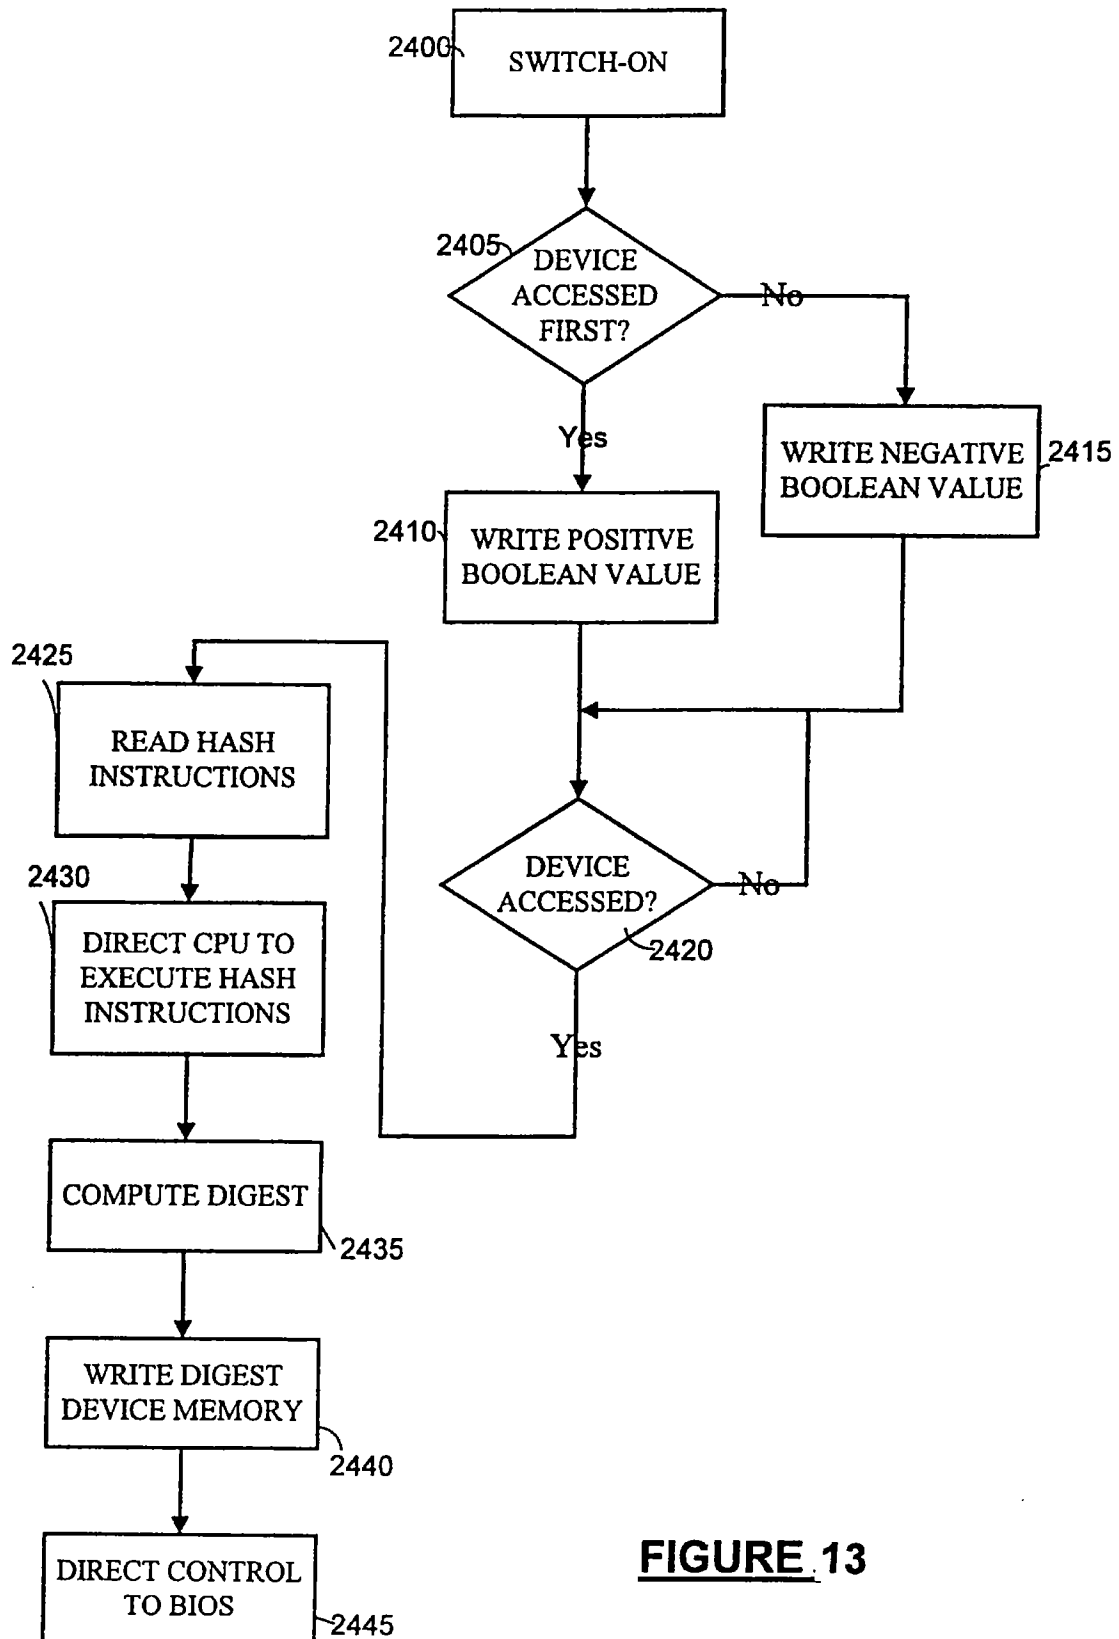 2400
SWITCH-ON
2405
DEVICE
ACCESSED
FIRST?
No
Yes
WRITE NEGATIVE
BOOLEAN VALUE
2415
2410
WRITE POSITIVE
BOOLEAN VALUE
2425
READ HASH
INSTRUCTIONS
DEVICE
ACCESSED?
No
2420
Yes
2430
DIRECT CPU TO
EXECUTE HASH
INSTRUCTIONS
COMPUTE DIGEST
2435
WRITE DIGEST
DEVICE MEMORY
2440
DIRECT CONTROL
TO BIOS
2445
FIGURE 13